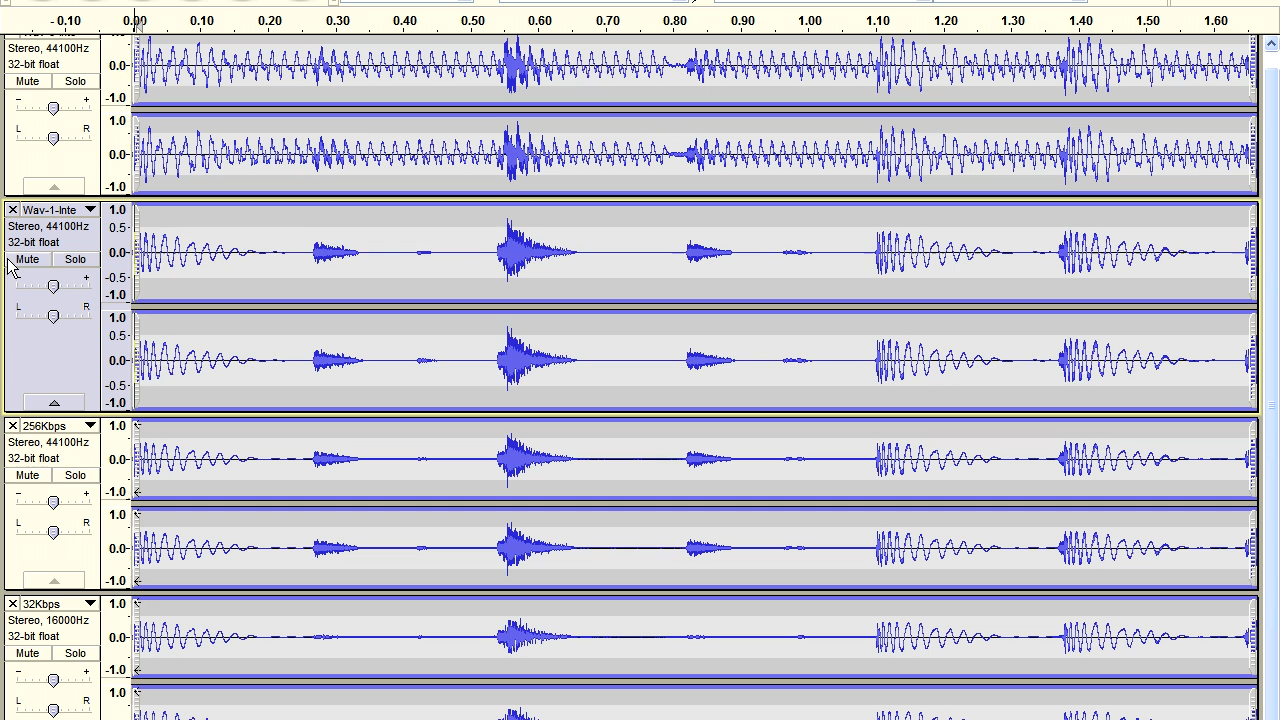 -0.10 0.00 0.10 0.20 0.30 0.40 0.50 0.60 0.70 0.80 0.90 1.00 1.10 1.20 1.30 1.40 1.50 1.60
Stereo, 44100Hz
32-bit float 0.0-
Mute Solo
-1.0
- +
L R
1.0
0.0-
-1.0
X Wav-1-Inte 1.0
Stereo, 44100Hz 0.5-
32-bit float
Mute Solo 0.0-
- + -0.5-
-1.0
L R
1.0
0.5-
0.0-
-0.5-
-1.0
X 256Kbps 1.0
Stereo, 44100Hz
32-bit float 0.0-
Mute Solo
-1.0
- +
L R
1.0
0.0-
-1.0
X 32Kbps 1.0
Stereo, 16000Hz
32-bit float 0.0-
Mute Solo
-1.0
- +
L R
1.0